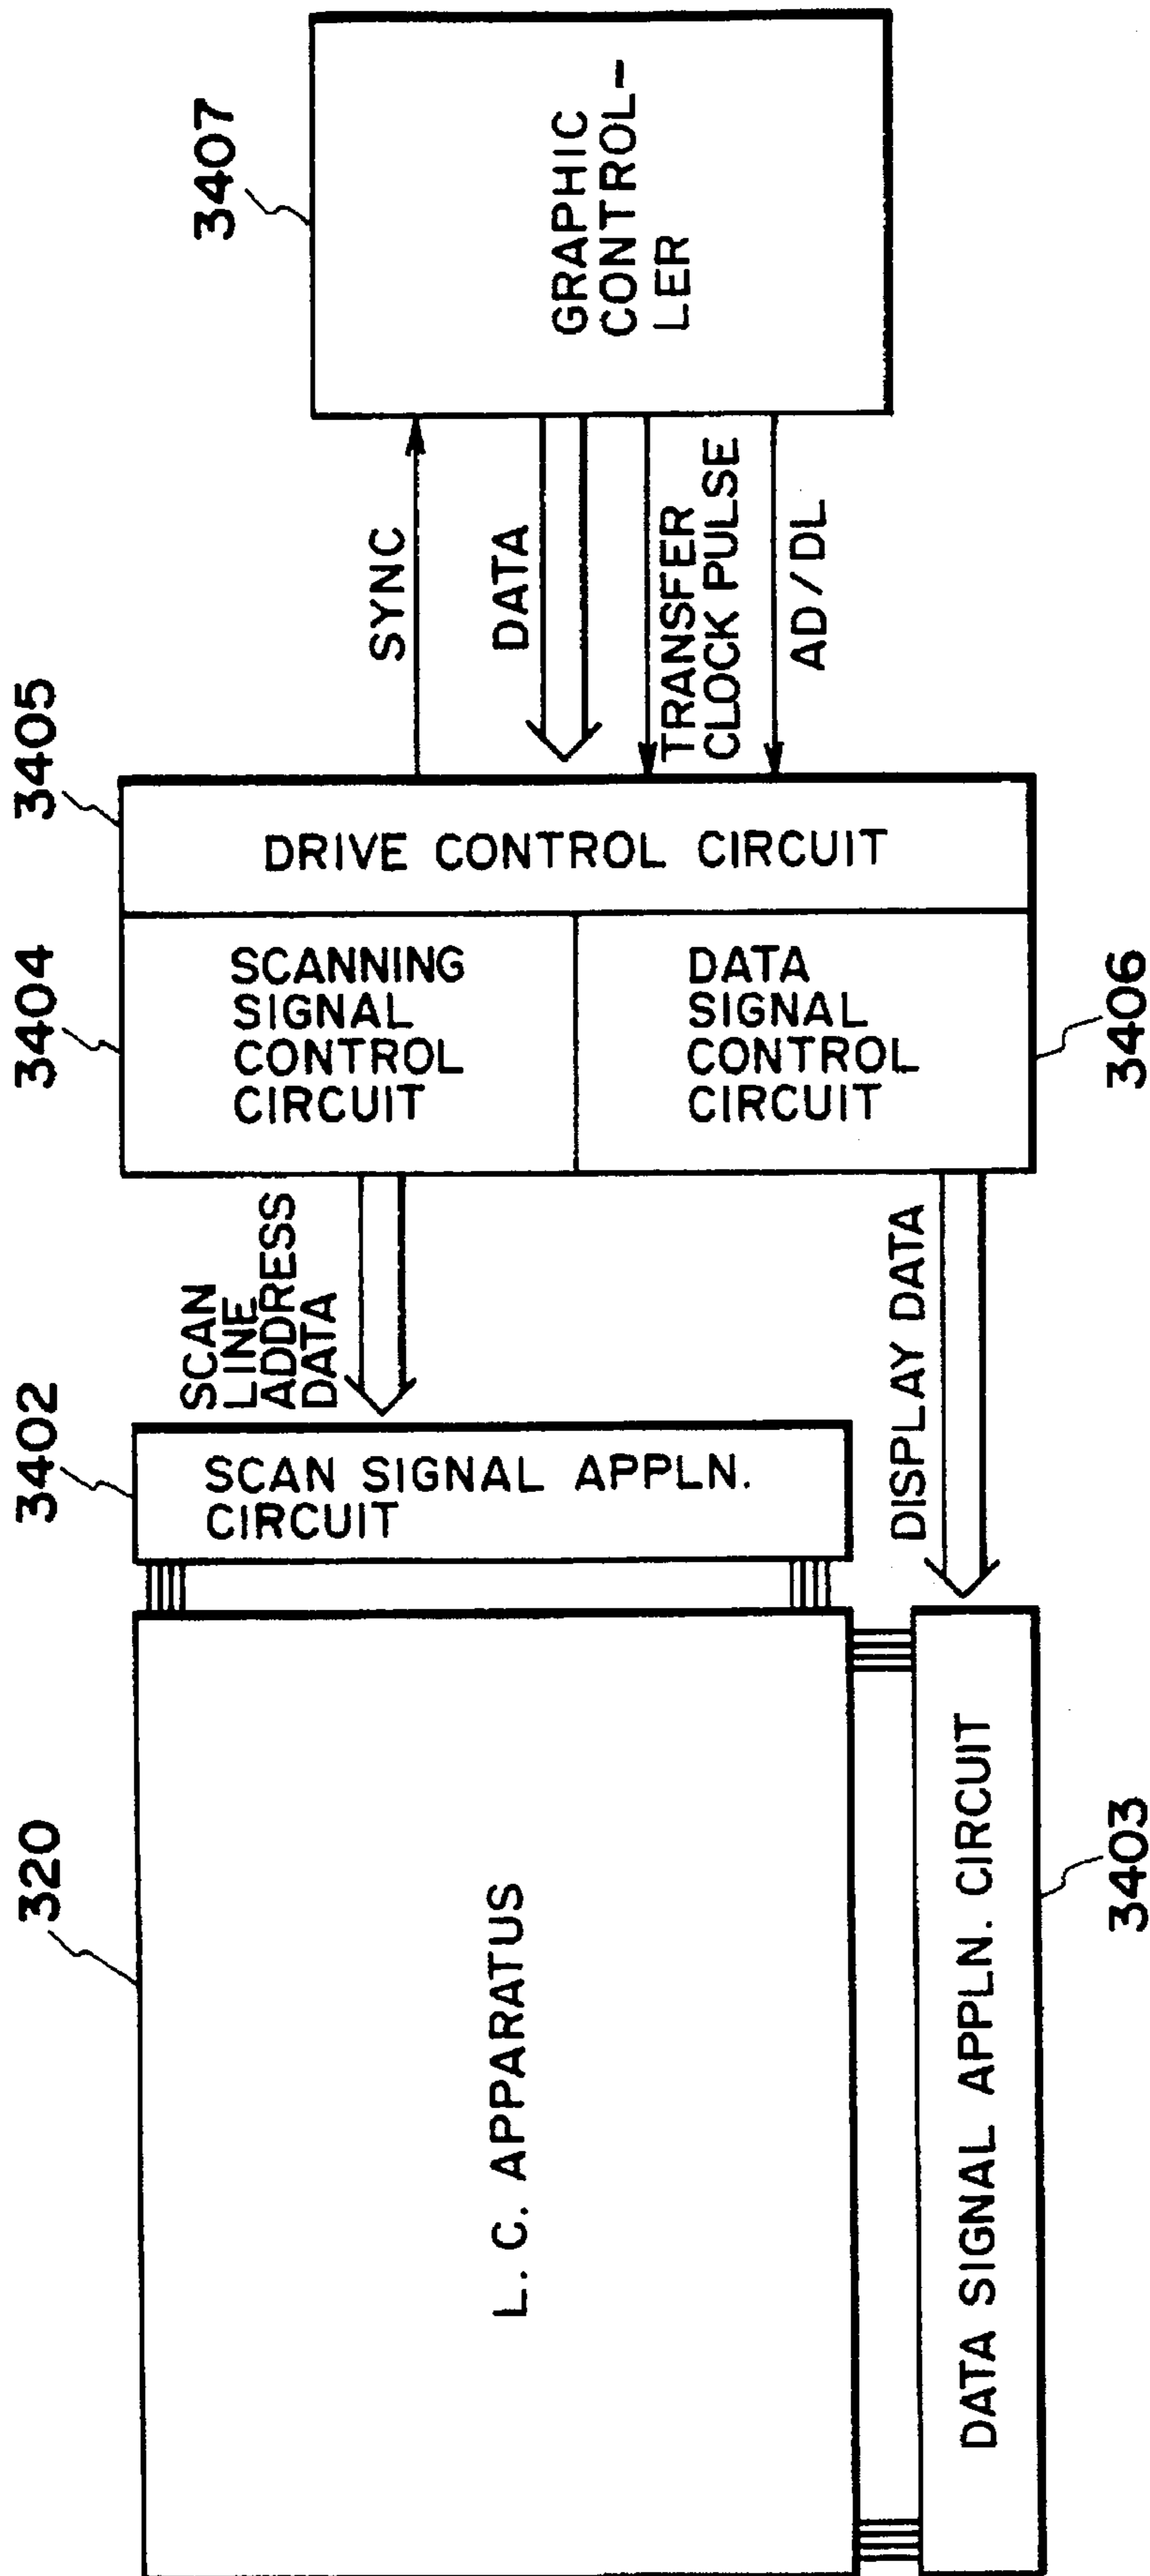 3407
GRAPHIC
CONTROL-
LER
SYNC
DATA
TRANSFER
CLOCK PULSE
AD/DL
3405
DRIVE CONTROL CIRCUIT
3404
SCANNING
SIGNAL
CONTROL
CIRCUIT
DATA
SIGNAL
CONTROL
CIRCUIT
3406
SCAN
LINE
ADDRESS
DATA
DISPLAY DATA
3402
SCAN SIGNAL APPLN.
CIRCUIT
320
L. C. APPARATUS
DATA SIGNAL APPLN. CIRCUIT
3403